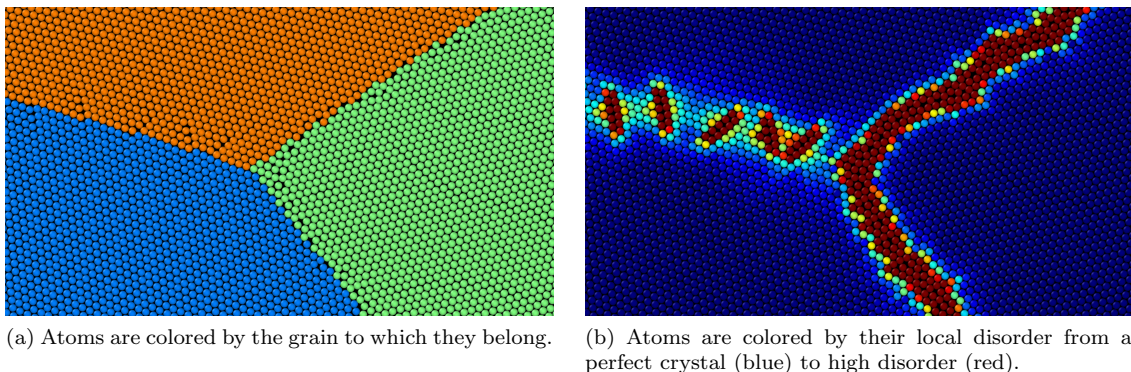 (a) Atoms are colored by the grain to which they belong.
(b) Atoms are colored by their local disorder from a
perfect crystal (blue) to high disorder (red).